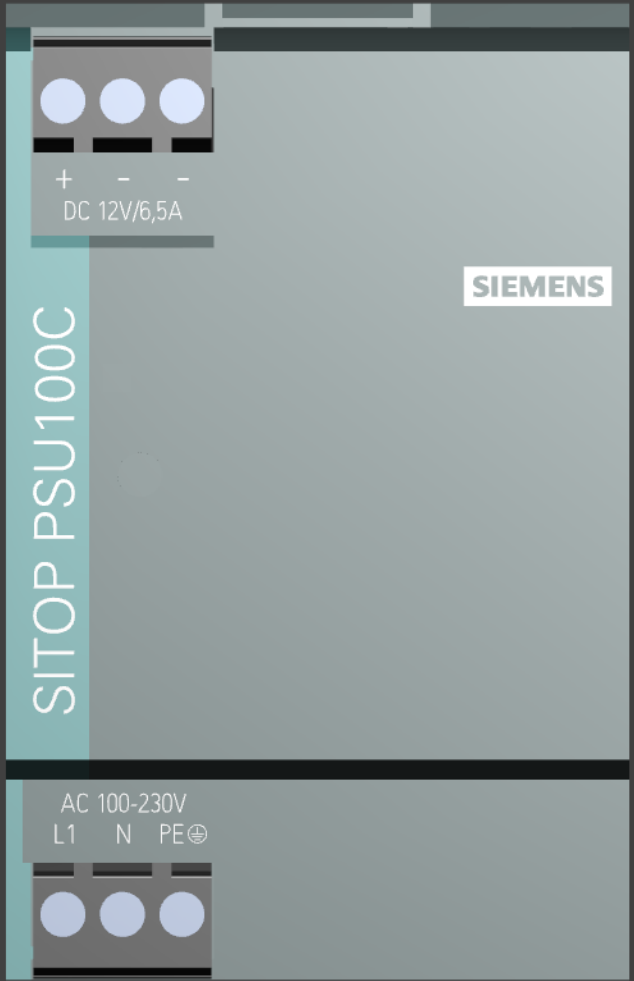 + − −
DC 12V/6,5A
SIEMENS
SITOP PSU100C
AC 100-230V
L1 N PE